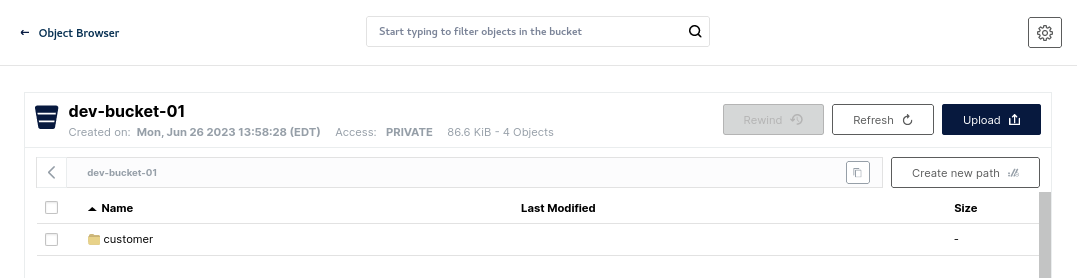 ← Object Browser
Start typing to filter objects in the bucket
dev-bucket-01
Created on: Mon, Jun 26 2023 13:58:28 (EDT) Access: PRIVATE 86.6 KiB - 4 Objects
Rewind Refresh Upload
dev-bucket-01
Create new path
Name Last Modified Size
customer -